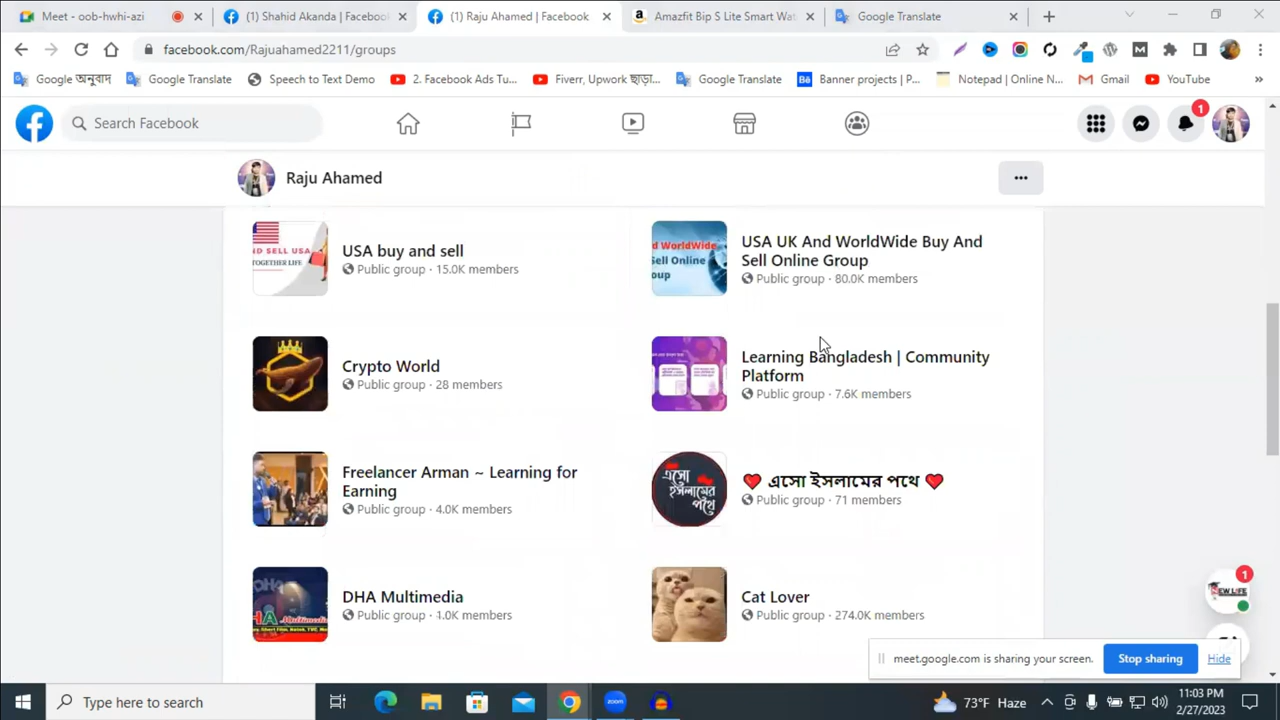 Meet - oob-hwhi-azi
(1) Shahid Akanda | Faceboo
(1) Raju Ahamed | Facebook
Amazfit Bip S Lite Smart Wat
Google Translate
facebook.com/Rajuahamed2211/groups
Google অনুবাদ
Google Translate
Speech to Text Demo
2. Facebook Ads Tu...
Fiverr, Upwork ছাড়া...
Google Translate
Banner projects | P...
Notepad | Online N...
Gmail
YouTube
Search Facebook
1
Raju Ahamed
USA buy and sell
Public group · 15.0K members
USA UK And WorldWide Buy And
Sell Online Group
Public group · 80.0K members
Crypto World
Public group · 28 members
Learning Bangladesh | Community
Platform
Public group · 7.6K members
Freelancer Arman ~ Learning for
Earning
Public group · 4.0K members
এসো
ইসলামের
পথে
❤️ এসো ইসলামের পথে ❤️
Public group · 71 members
DHA Multimedia
Public group · 1.0K members
Cat Lover
Public group · 274.0K members
1
meet.google.com is sharing your screen.
Stop sharing
Hide
Type here to search
zoom
73°F Haze
11:03 PM
2/27/2023